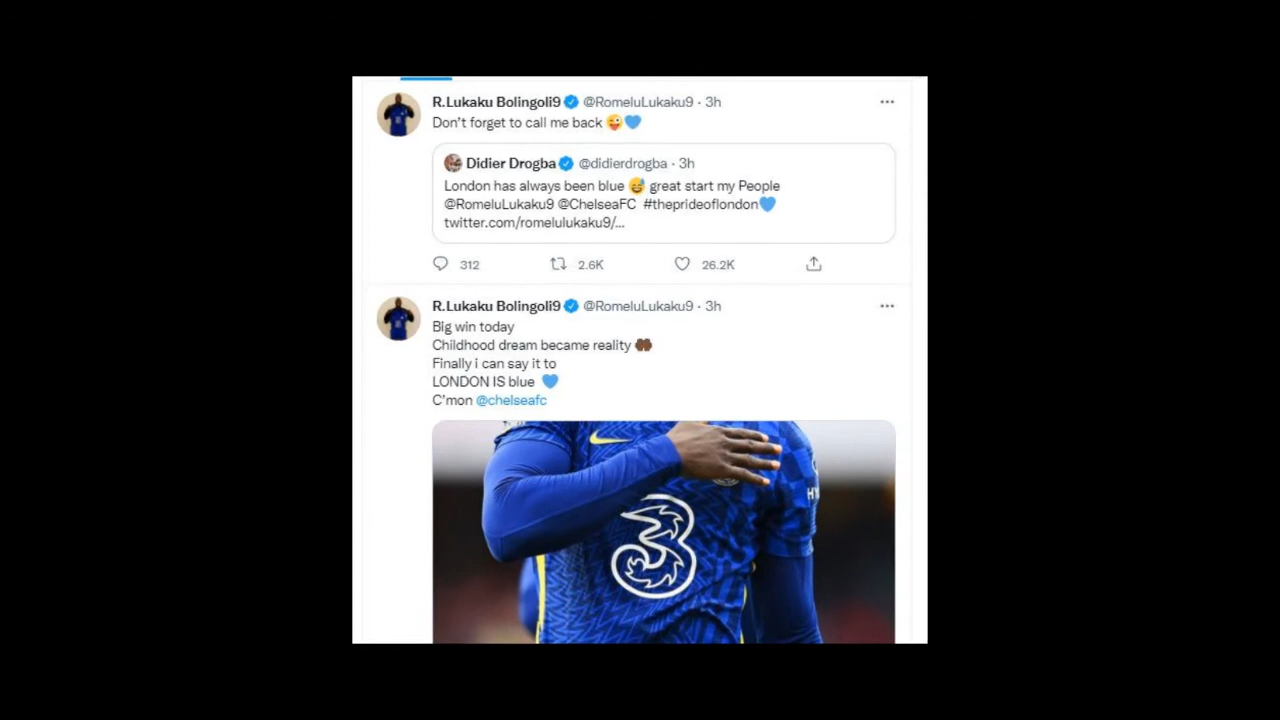 R.Lukaku Bolingoli9 @RomeluLukaku9 · 3h
Don't forget to call me back 😜💙
Didier Drogba @didierdrogba · 3h
London has always been blue 😅 great start my People
@RomeluLukaku9 @ChelseaFC #theprideoflondon💙
twitter.com/romelulukaku9/...
312 2.6K 26.2K
R.Lukaku Bolingoli9 @RomeluLukaku9 · 3h
Big win today
Childhood dream became reality 🤲🏿
Finally i can say it to
LONDON IS blue 💙
C'mon @chelseafc
3